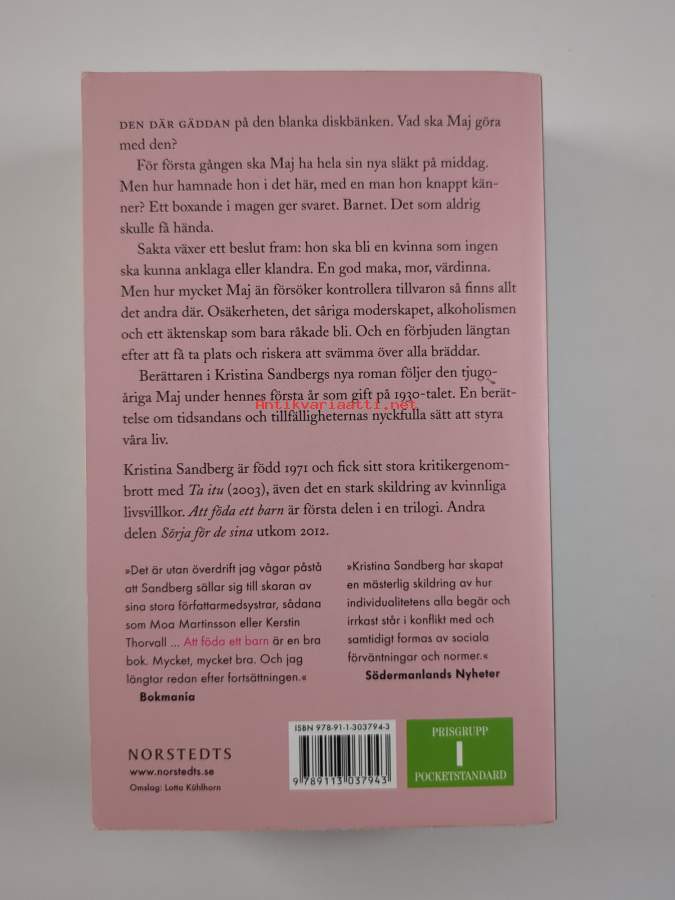 DEN DÄR GÄDDAN på den blanka diskbänken. Vad ska Maj göra
med den?
För första gången ska Maj ha hela sin nya släkt på middag.
Men hur hamnade hon i det här, med en man hon knappt kän-
ner? Ett boxande i magen ger svaret. Barnet. Det som aldrig
skulle få hända.
Sakta växer ett beslut fram: hon ska bli en kvinna som ingen
ska kunna anklaga eller klandra. En god maka, mor, värdinna.
Men hur mycket Maj än försöker kontrollera tillvaron så finns allt
det andra där. Osäkerheten, det såriga moderskapet, alkoholismen
och ett äktenskap som bara råkade bli. Och en förbjuden längtan
efter att få ta plats och riskera att svämma över alla bräddar.
Berättaren i Kristina Sandbergs nya roman följer den tjugo-
åriga Maj under hennes första år som gift på 1930-talet. En berät-
Antikvariaatti.net
telse om tidsandans och tillfälligheternas nyckfulla sätt att styra
våra liv.
Kristina Sandberg är född 1971 och fick sitt stora kritikergenom-
brott med Ta itu (2003), även det en stark skildring av kvinnliga
livsvillkor. Att föda ett barn är första delen i en trilogi. Andra
delen Sörja för de sina utkom 2012.
»Det är utan överdrift jag vågar påstå
att Sandberg sällar sig till skaran av
sina stora författarmedsystrar, sådana
som Moa Martinsson eller Kerstin
Thorvall ... Att föda ett barn är en bra
bok. Mycket, mycket bra. Och jag
längtar redan efter fortsättningen.«
Bokmania
»Kristina Sandberg har skapat
en mästerlig skildring av hur
individualitetens alla begär och
irrkast står i konflikt med och
samtidigt formas av sociala
förväntningar och normer.«
Södermanlands Nyheter
NORSTEDTS
www.norstedts.se
Omslag: Lotta Kühlhorn
ISBN 978-91-1-303794-3
9 789113 037943
PRISGRUPP
I
POCKETSTANDARD